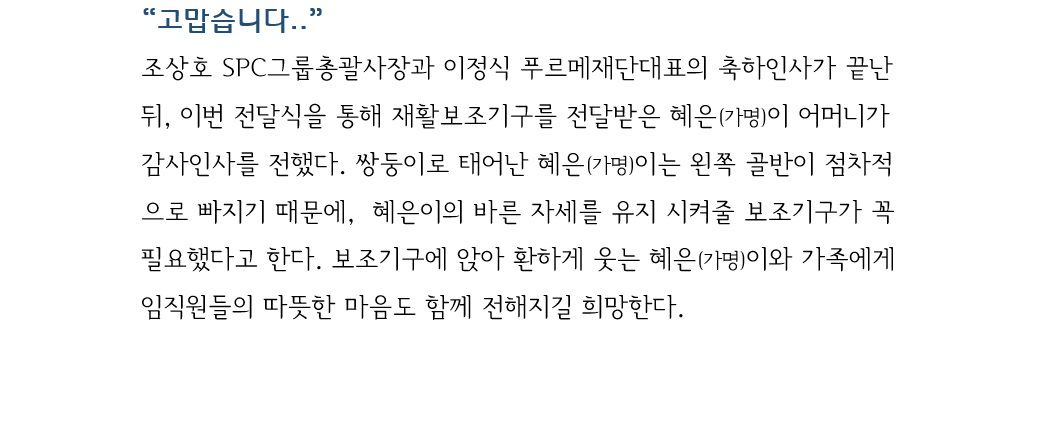 “고맙습니다..”
조상호 SPC그룹총괄사장과 이정식 푸르메재단대표의 축하인사가 끝난
뒤, 이번 전달식을 통해 재활보조기구를 전달받은 혜은(가명)이 어머니가
감사인사를 전했다. 쌍둥이로 태어난 혜은(가명)이는 왼쪽 골반이 점차적
으로 빠지기 때문에, 혜은이의 바른 자세를 유지 시켜줄 보조기구가 꼭
필요했다고 한다. 보조기구에 앉아 환하게 웃는 혜은(가명)이와 가족에게
임직원들의 따뜻한 마음도 함께 전해지길 희망한다.